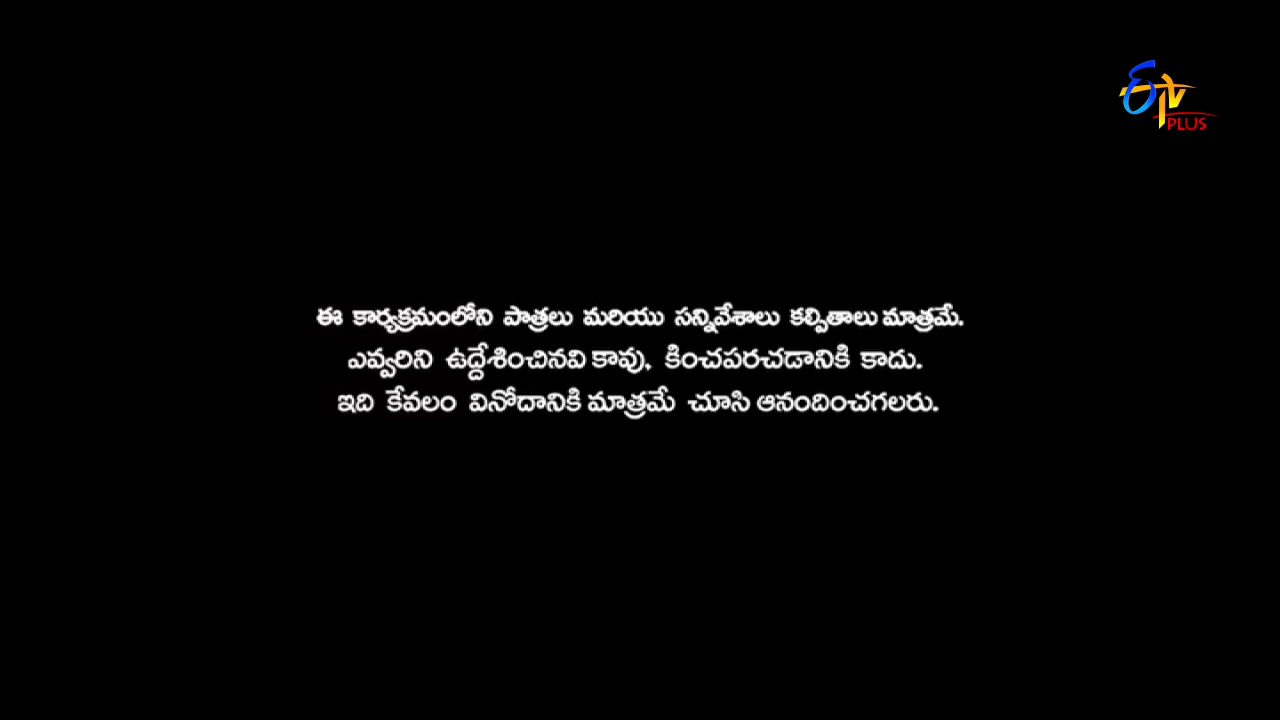 ETV
PLUS
ఈ కార్యక్రమంలోని పాత్రలు మరియు సన్నివేశాలు కల్పితాలు మాత్రమే.
ఎవ్వరిని ఉద్దేశించినవి కావు, కించపరచడానికి కాదు.
ఇది కేవలం వినోదానికి మాత్రమే చూసి ఆనందించగలరు.